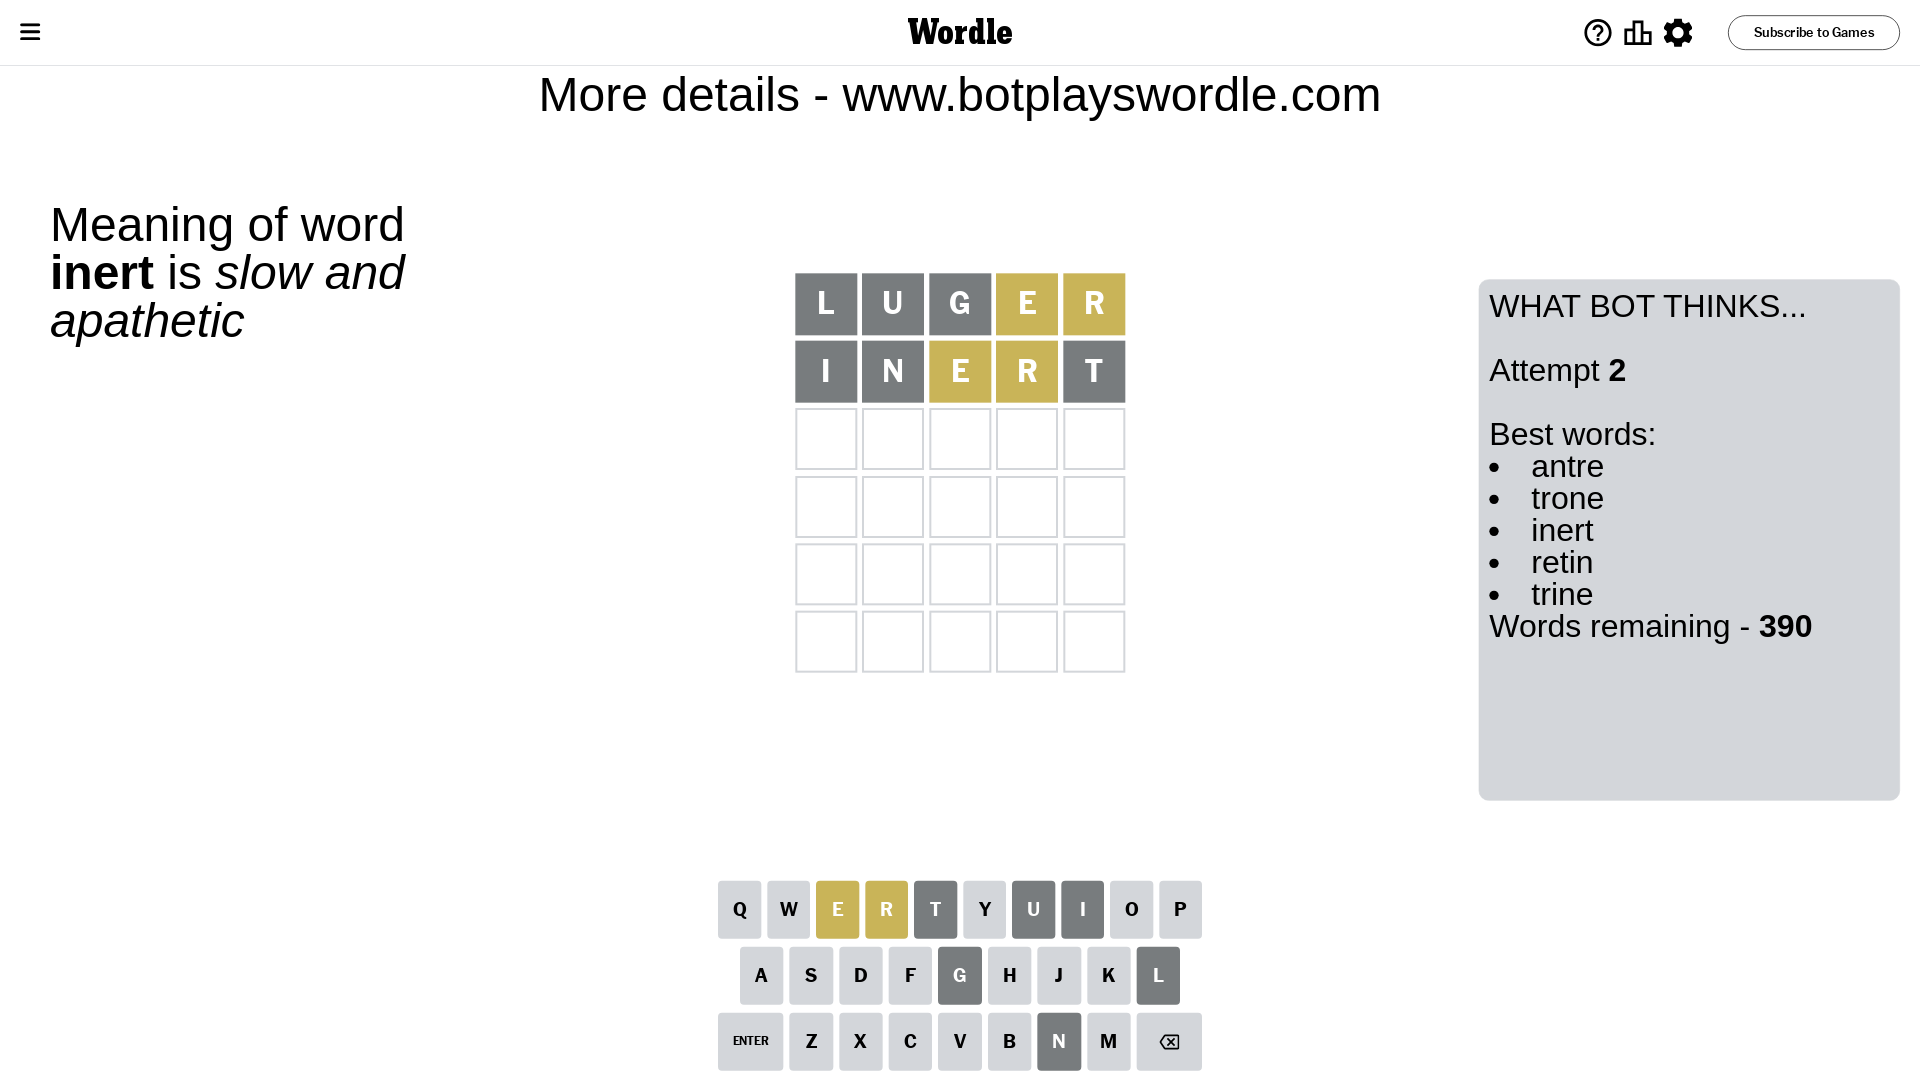 Wordle
Subscribe to Games
More details - www.botplayswordle.com
Meaning of word
inert is slow and
apathetic
L U G E R
I N E R T
WHAT BOT THINKS...
Attempt 2
Best words:
• antre
• trone
• inert
• retin
• trine
Words remaining - 390
Q W E R T Y U I O P
A S D F G H J K L
ENTER Z X C V B N M